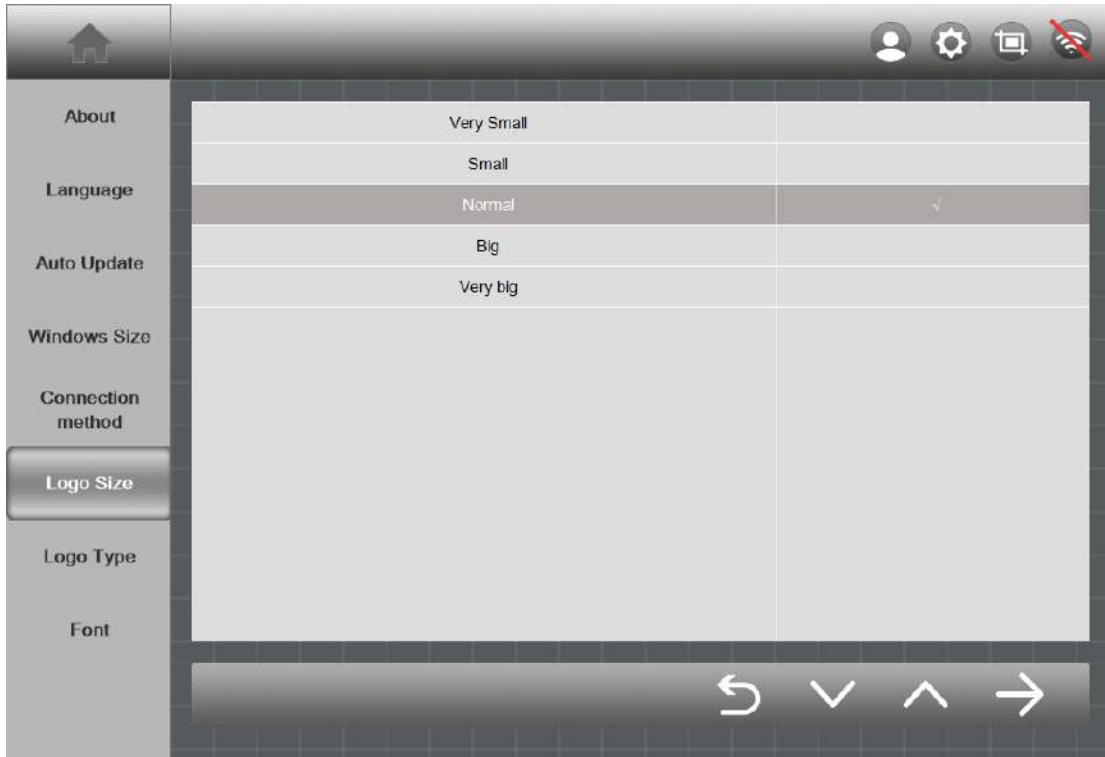 About
Language
Auto Update
Windows Size
Connection
method
Logo Size
Logo Type
Font
Very Small
Small
Normal √
Big
Very big